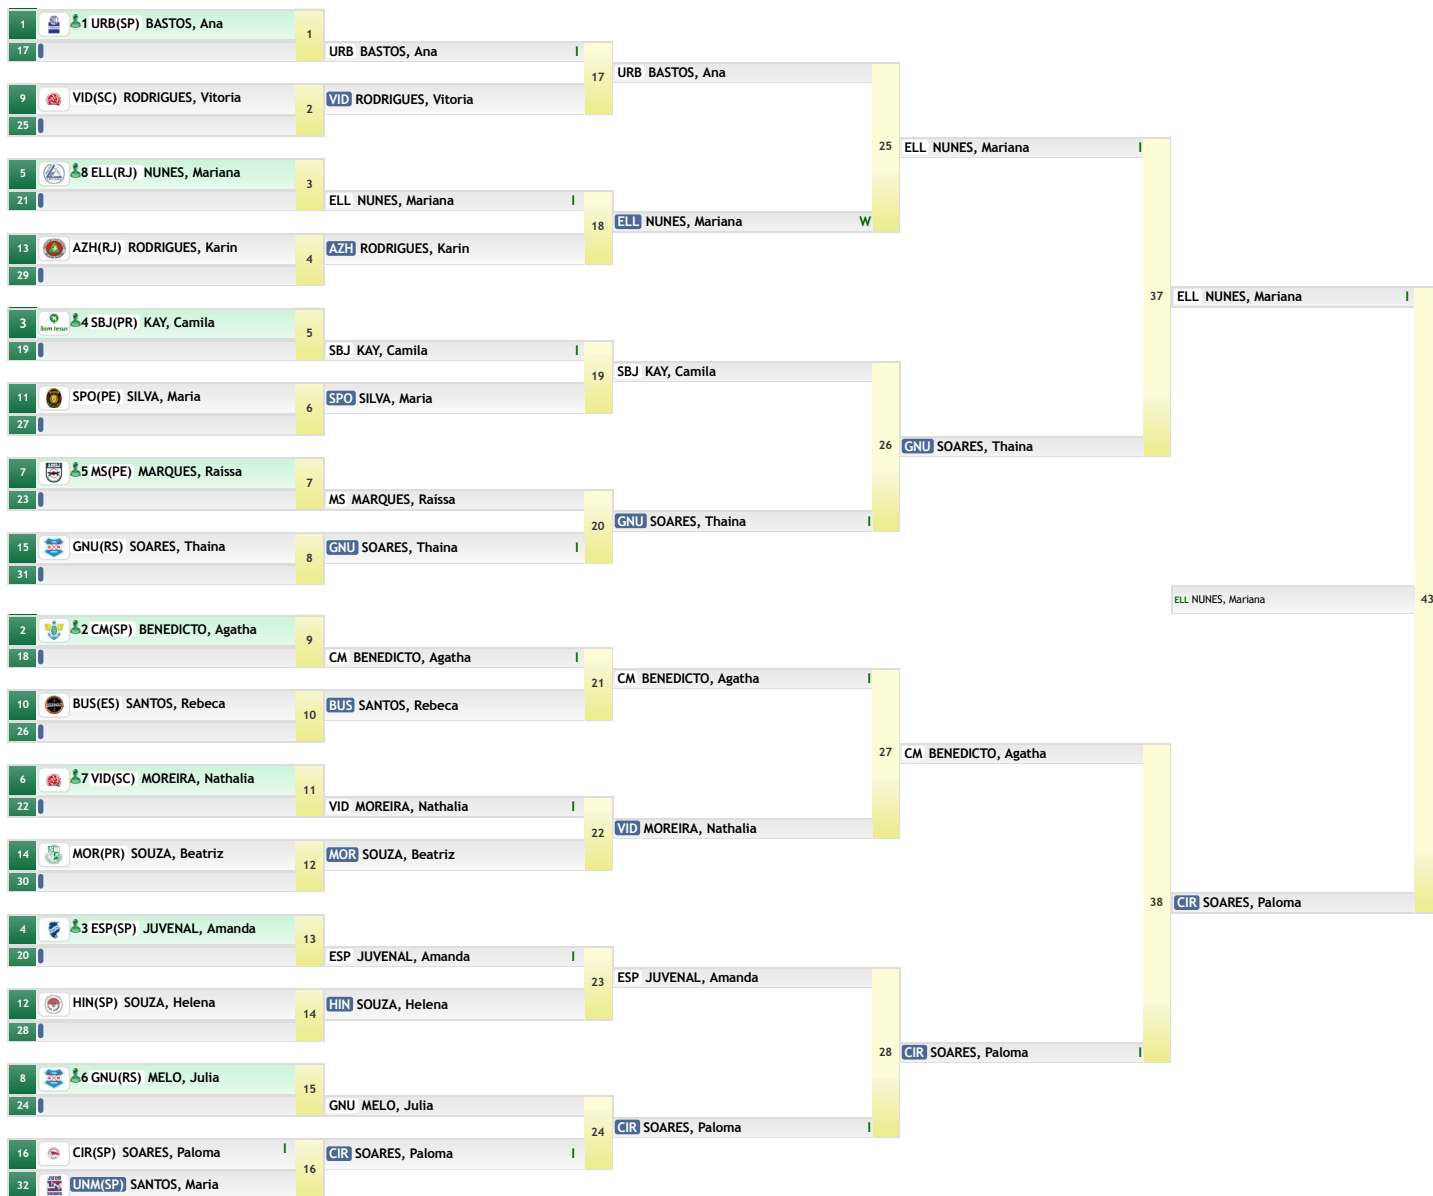 1 1 URB(SP) BASTOS, Ana
1
17
URB BASTOS, Ana I
17
URB BASTOS, Ana
9 VID(SC) RODRIGUES, Vitoria
2
VID RODRIGUES, Vitoria
25
25
ELL NUNES, Mariana I
5 8 ELL(RJ) NUNES, Mariana
3
21
ELL NUNES, Mariana I
18
ELL NUNES, Mariana W
13 AZH(RJ) RODRIGUES, Karin
4
AZH RODRIGUES, Karin
29
37
ELL NUNES, Mariana I
3 Bom Jesus 4 SBJ(PR) KAY, Camila
5
19
SBJ KAY, Camila I
19
SBJ KAY, Camila
11 SPO(PE) SILVA, Maria
6
SPO SILVA, Maria
27
26
GNU SOARES, Thaina
7 5 MS(PE) MARQUES, Raíssa
7
23
MS MARQUES, Raíssa
20
GNU SOARES, Thaina I
15 GNU(RS) SOARES, Thaina
8
GNU SOARES, Thaina I
31
ELL NUNES, Mariana
43
2 2 CM(SP) BENEDICTO, Agatha
9
18
CM BENEDICTO, Agatha I
21
CM BENEDICTO, Agatha I
10 BUS(ES) SANTOS, Rebeca
10
BUS SANTOS, Rebeca
26
27
CM BENEDICTO, Agatha
6 7 VID(SC) MOREIRA, Nathalia
11
22
VID MOREIRA, Nathalia I
22
VID MOREIRA, Nathalia
14 MOR(PR) SOUZA, Beatriz
12
MOR SOUZA, Beatriz
30
38
CIR SOARES, Paloma
4 3 ESP(SP) JUVENAL, Amanda
13
20
ESP JUVENAL, Amanda I
23
ESP JUVENAL, Amanda
12 HIN(SP) SOUZA, Helena
14
HIN SOUZA, Helena
28
28
CIR SOARES, Paloma I
8 6 GNU(RS) MELO, Julia
15
24
GNU MELO, Julia
24
CIR SOARES, Paloma I
16 CIR(SP) SOARES, Paloma I
16
CIR SOARES, Paloma I
32 UNM(SP) SANTOS, Maria